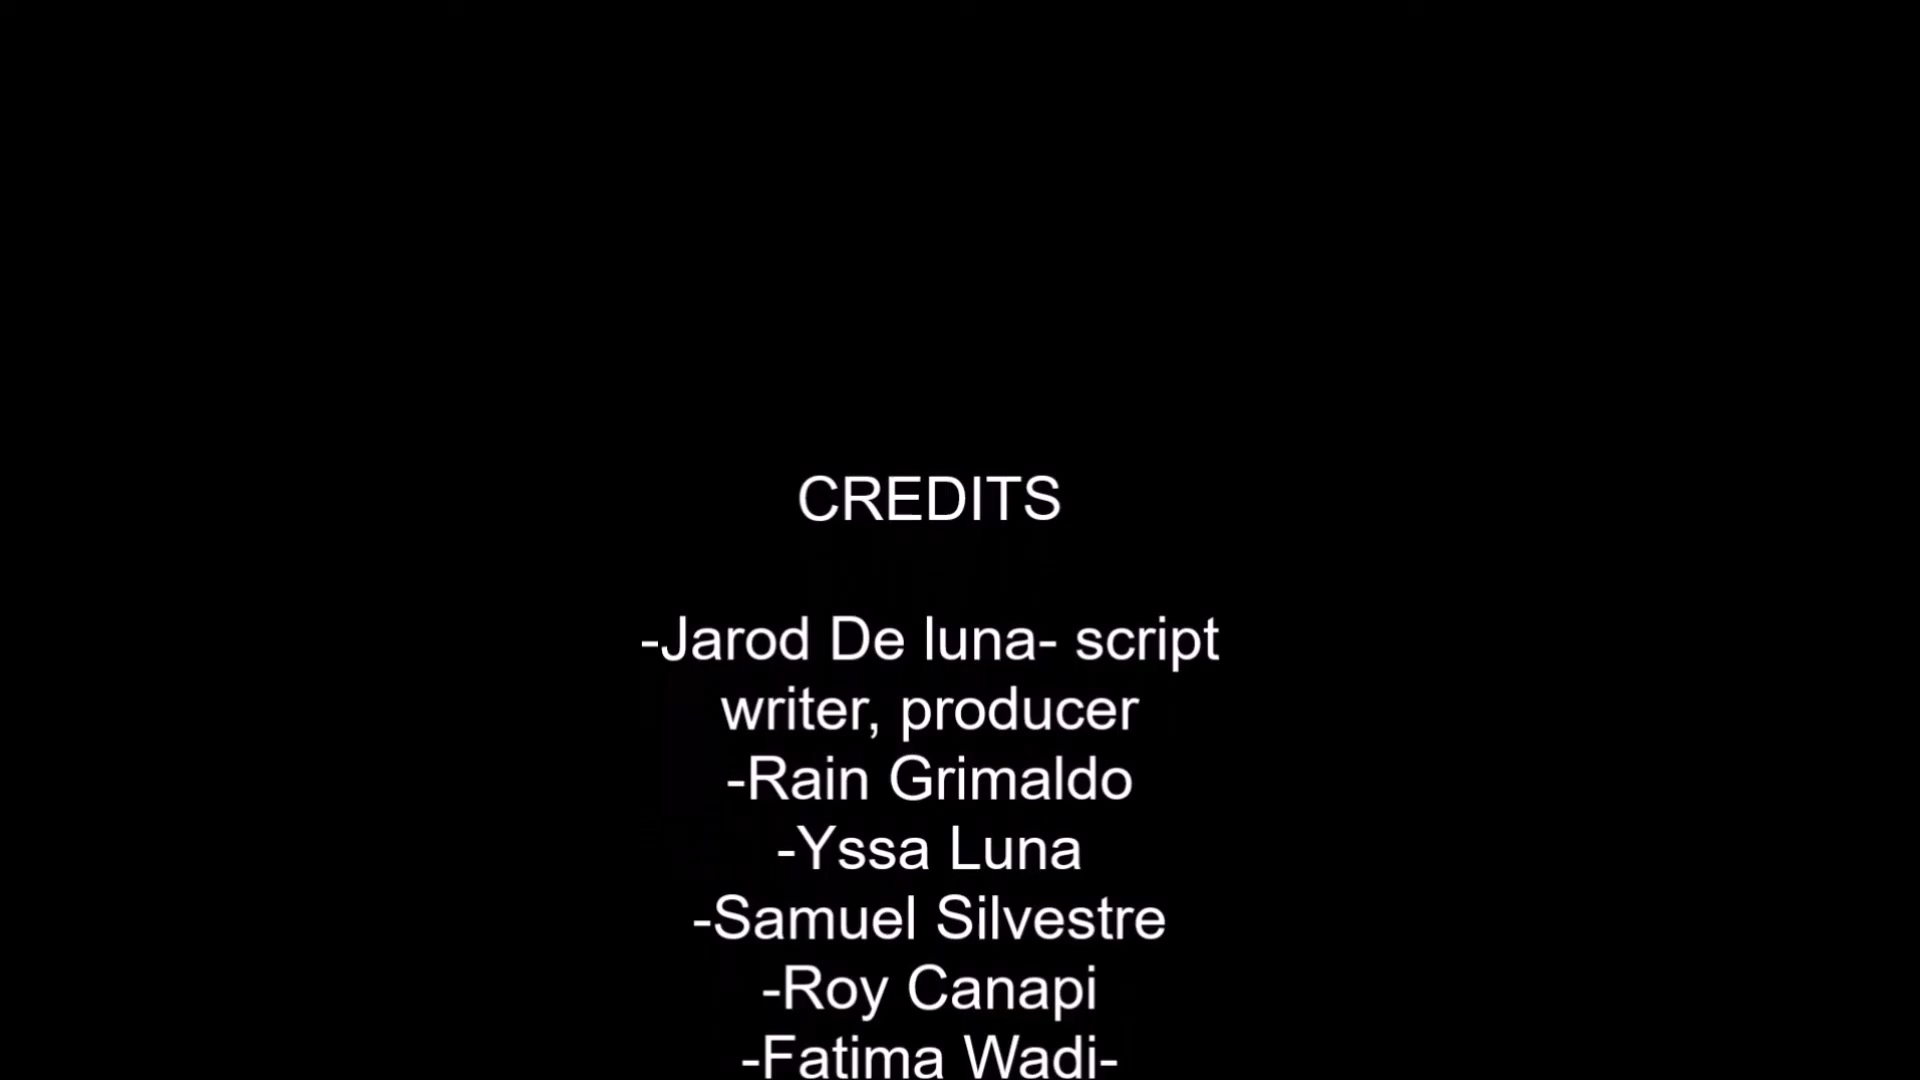 CREDITS
-Jarod De luna- script
writer, producer
-Rain Grimaldo
-Yssa Luna
-Samuel Silvestre
-Roy Canapi
-Fatima Wadi-